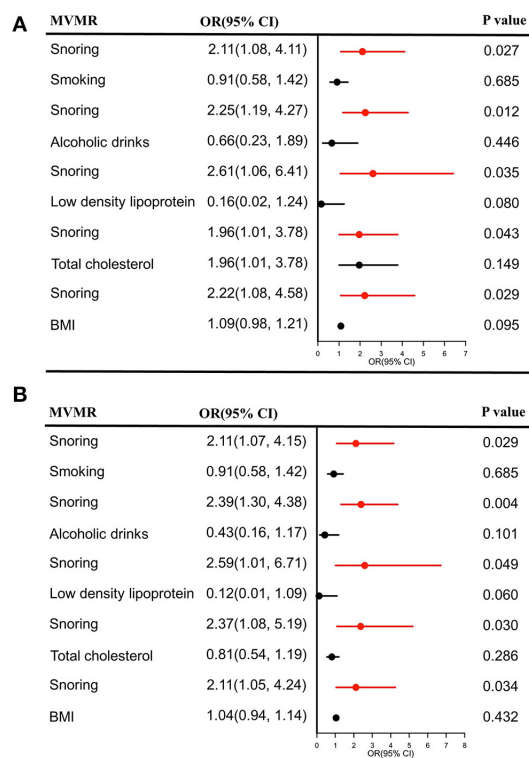 A
MVMR OR(95% CI) P value
Snoring 2.11(1.08, 4.11) 0.027
Smoking 0.91(0.58, 1.42) 0.685
Snoring 2.25(1.19, 4.27) 0.012
Alcoholic drinks 0.66(0.23, 1.89) 0.446
Snoring 2.61(1.06, 6.41) 0.035
Low density lipoprotein 0.16(0.02, 1.24) 0.080
Snoring 1.96(1.01, 3.78) 0.043
Total cholesterol 1.96(1.01, 3.78) 0.149
Snoring 2.22(1.08, 4.58) 0.029
BMI 1.09(0.98, 1.21) 0.095
0 1 2 3 4 5 6 7
OR(95% CI)
B
MVMR OR(95% CI) P value
Snoring 2.11(1.07, 4.15) 0.029
Smoking 0.91(0.58, 1.42) 0.685
Snoring 2.39(1.30, 4.38) 0.004
Alcoholic drinks 0.43(0.16, 1.17) 0.101
Snoring 2.59(1.01, 6.71) 0.049
Low density lipoprotein 0.12(0.01, 1.09) 0.060
Snoring 2.37(1.08, 5.19) 0.030
Total cholesterol 0.81(0.54, 1.19) 0.286
Snoring 2.11(1.05, 4.24) 0.034
BMI 1.04(0.94, 1.14) 0.432
0 1 2 3 4 5 6 7 8
OR(95% CI)